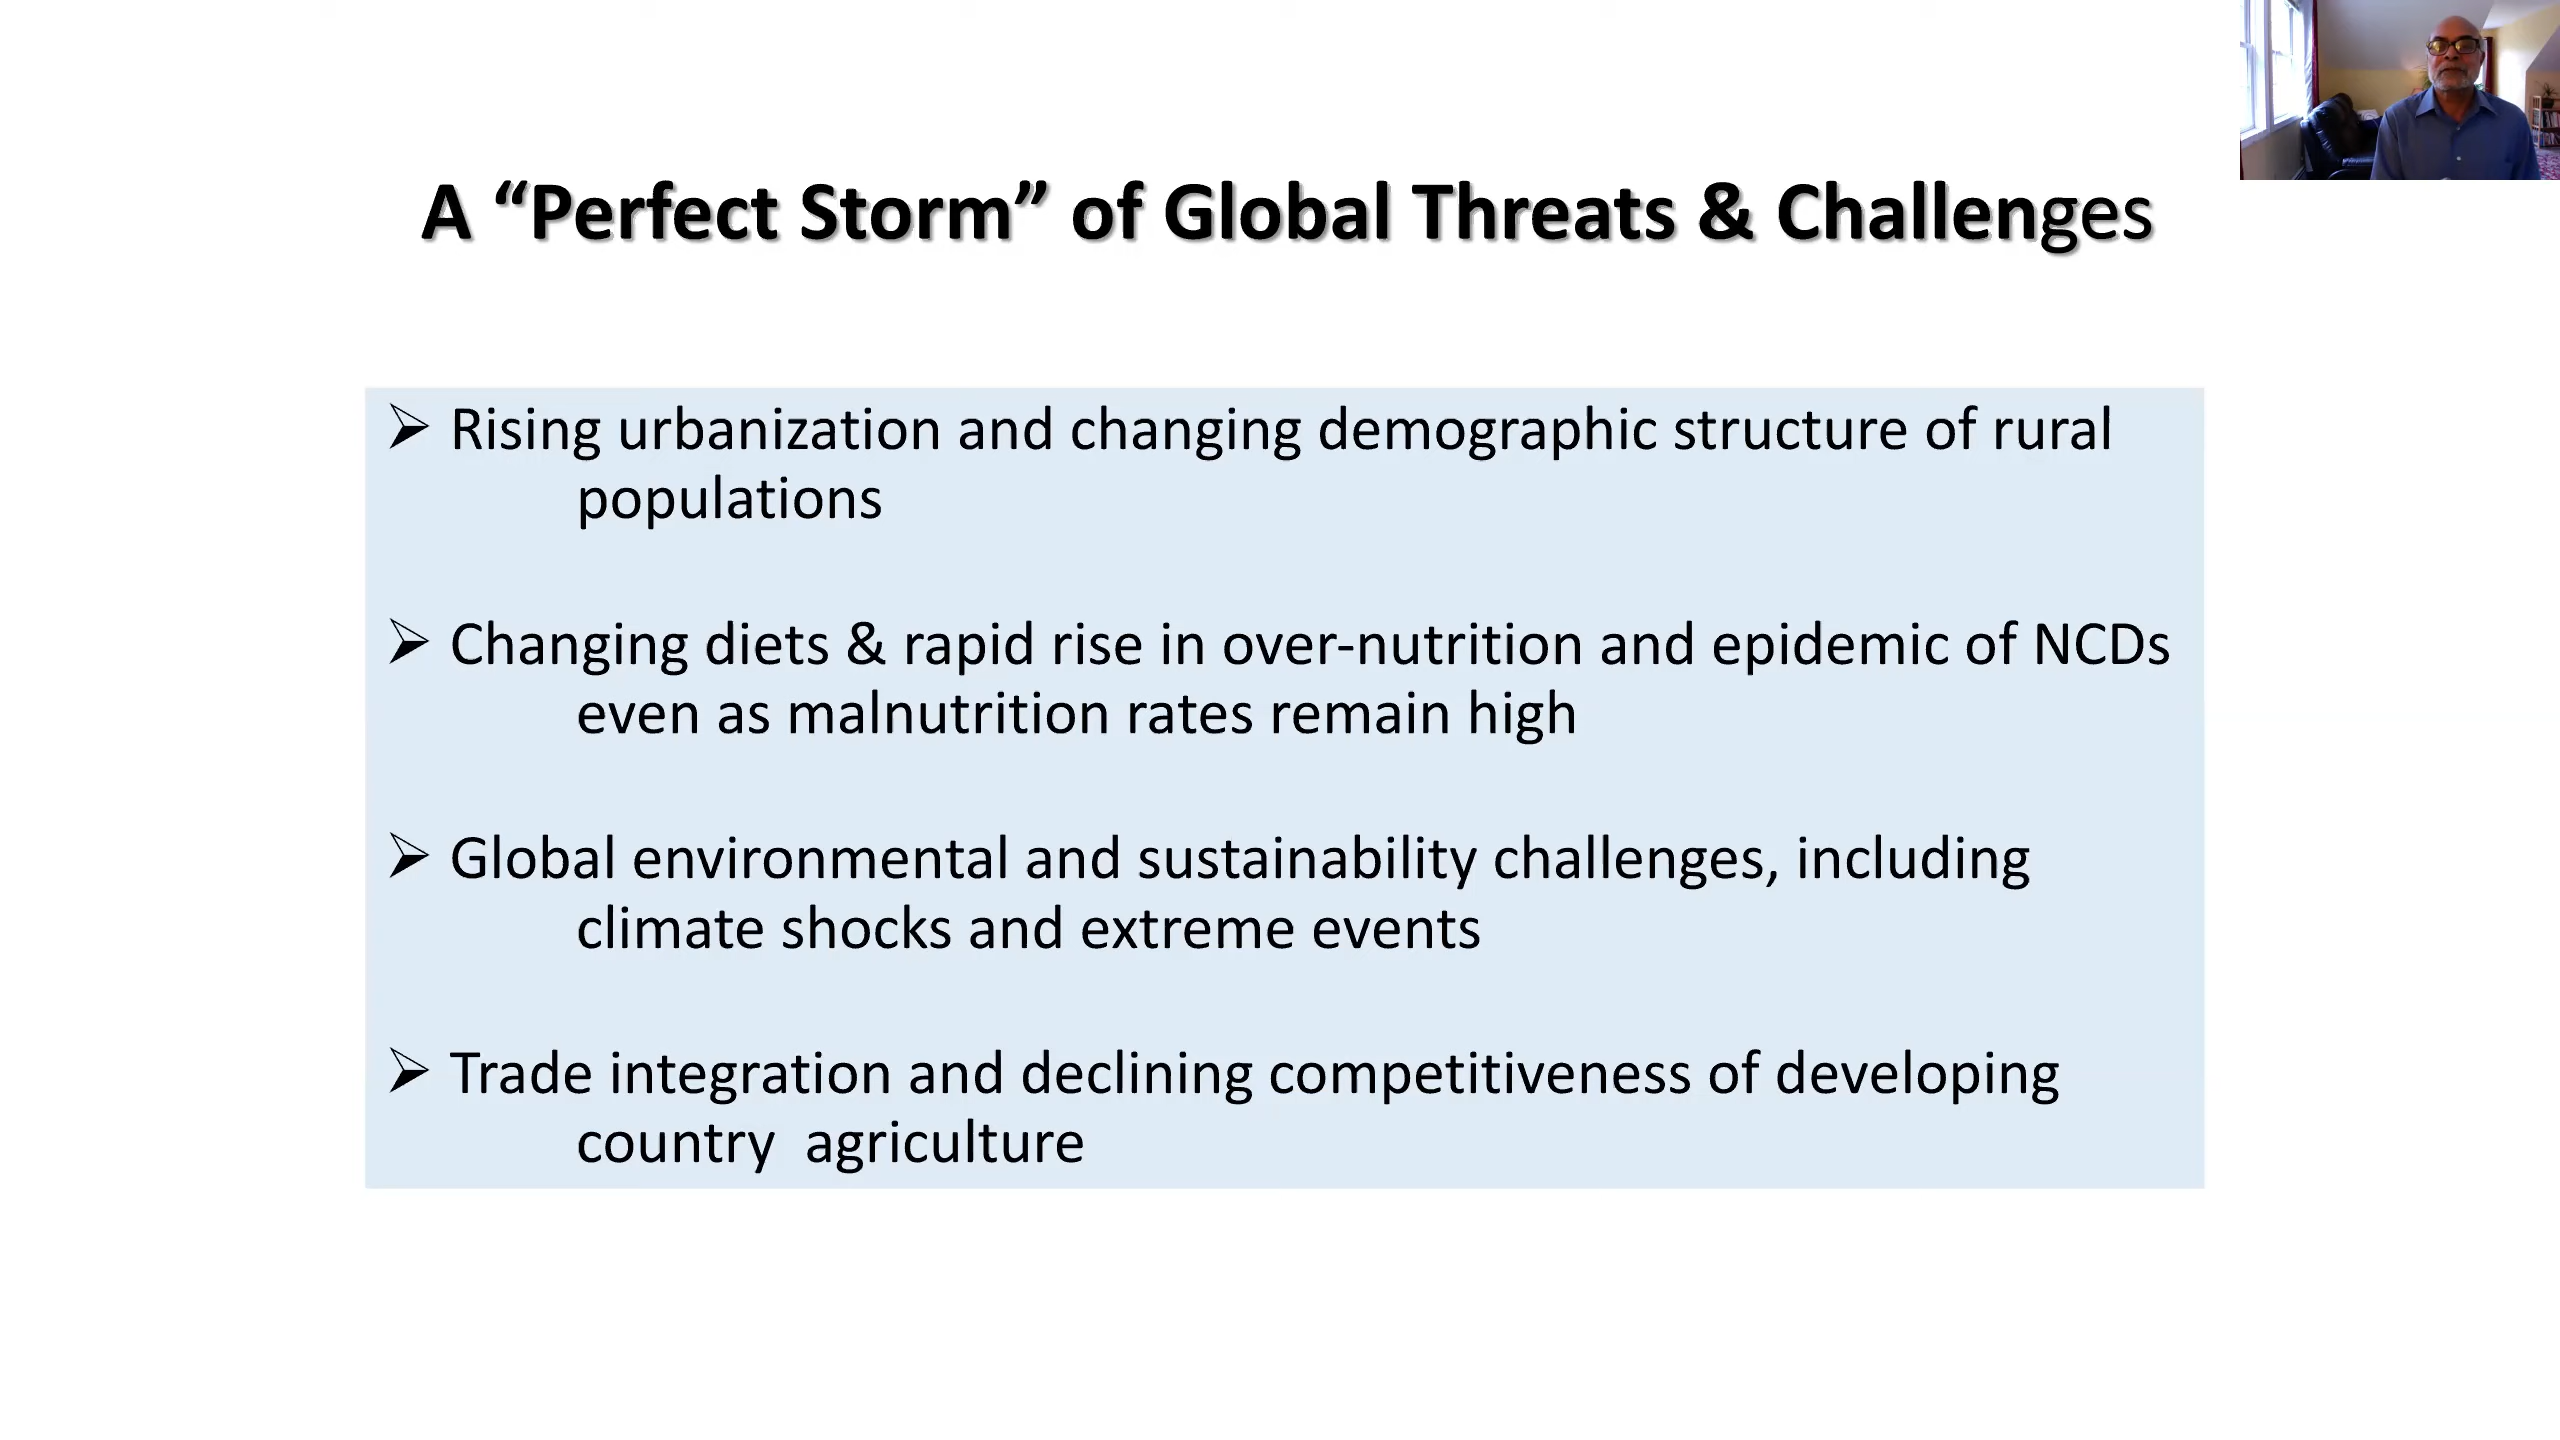 A “Perfect Storm” of Global Threats & Challenges
➢ Rising urbanization and changing demographic structure of rural
populations
➢ Changing diets & rapid rise in over-nutrition and epidemic of NCDs
even as malnutrition rates remain high
➢ Global environmental and sustainability challenges, including
climate shocks and extreme events
➢ Trade integration and declining competitiveness of developing
country  agriculture